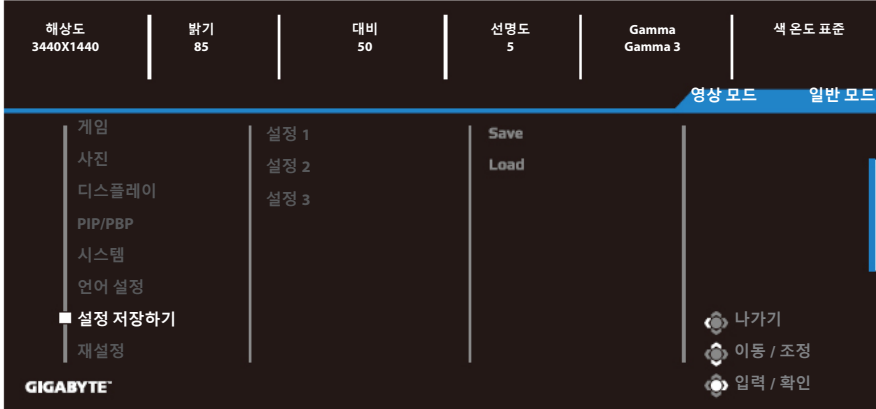 해상도
3440X1440
밝기
85
대비
50
선명도
5
Gamma
Gamma 3
색 온도 표준
영상 모드 일반 모드
게임
사진
디스플레이
PIP/PBP
시스템
언어 설정
설정 저장하기
재설정
설정 1
설정 2
설정 3
Save
Load
나가기
이동 / 조정
입력 / 확인
GIGABYTE™